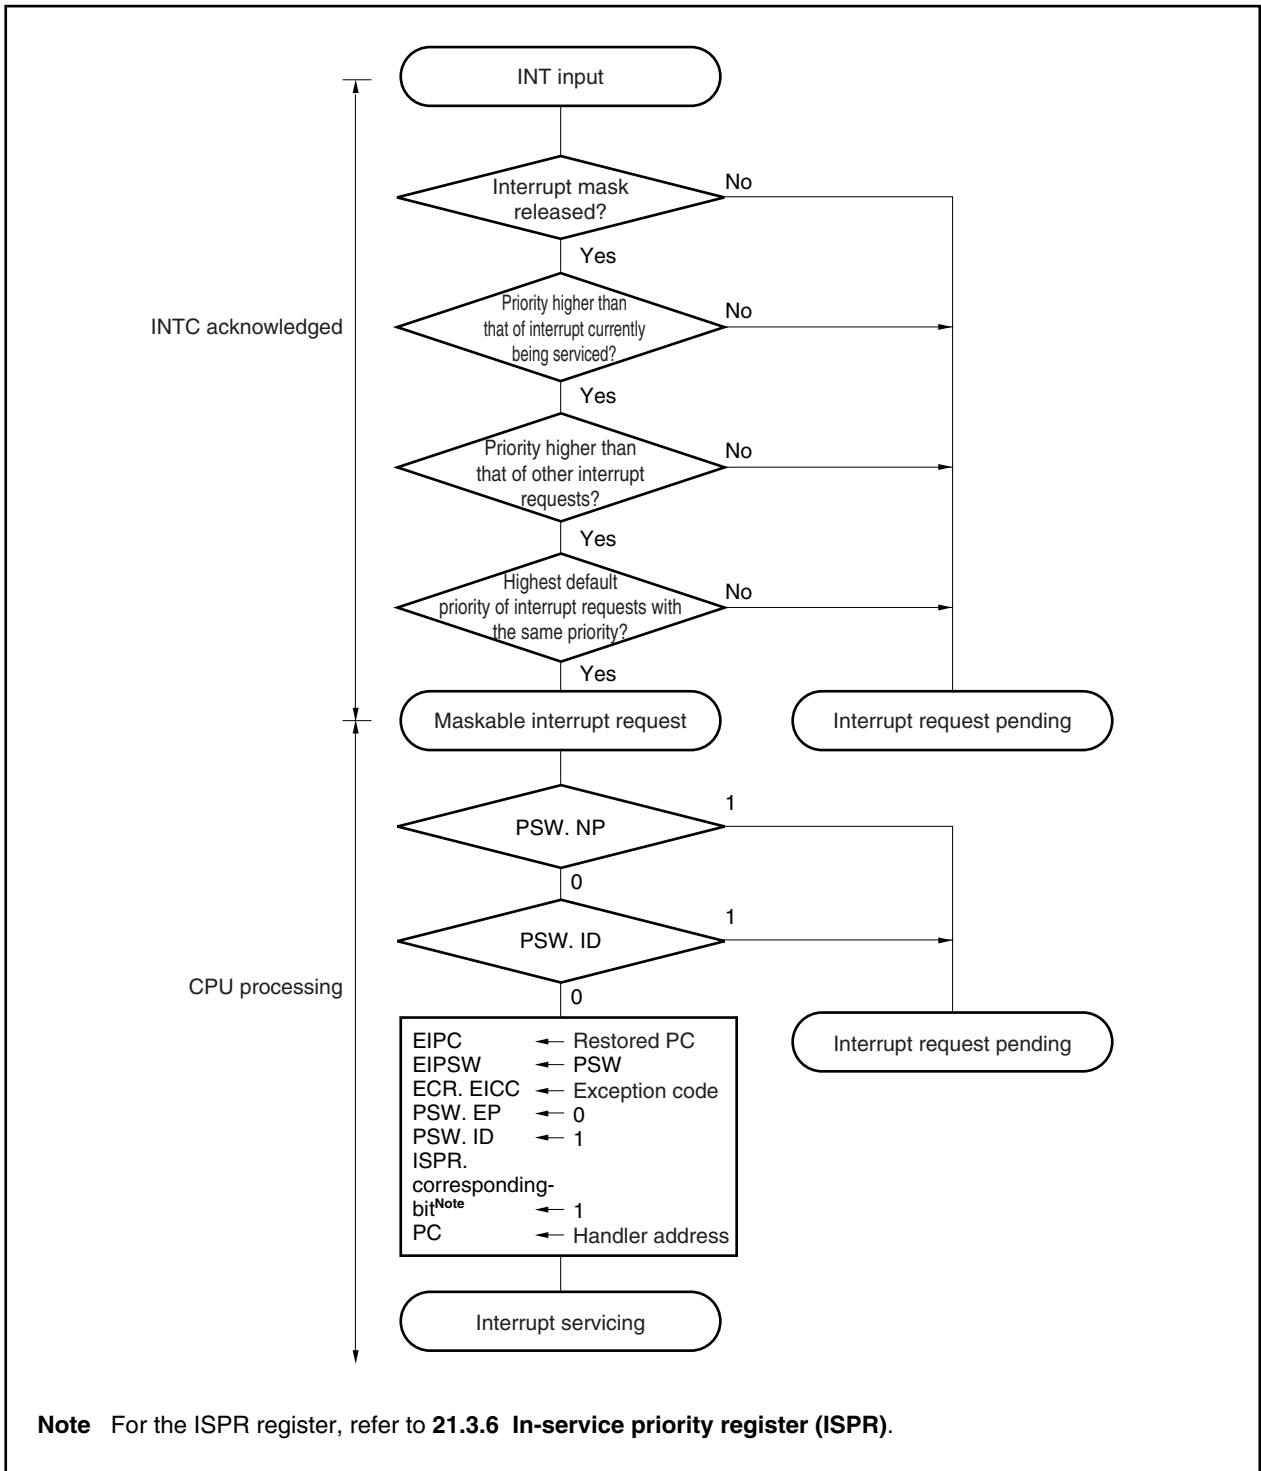 INT input
Interrupt mask
released?
No
Yes
Priority higher than
that of interrupt currently
being serviced?
No
INTC acknowledged
Yes
Priority higher than
that of other interrupt
requests?
No
Yes
Highest default
priority of interrupt requests with
the same priority?
No
Yes
Maskable interrupt request
Interrupt request pending
PSW. NP
1
0
PSW. ID
1
0
CPU processing
EIPC ← Restored PC
EIPSW ← PSW
ECR. EICC ← Exception code
PSW. EP ← 0
PSW. ID ← 1
ISPR.
corresponding-
bitNote ← 1
PC ← Handler address
Interrupt request pending
Interrupt servicing
Note For the ISPR register, refer to 21.3.6 In-service priority register (ISPR).